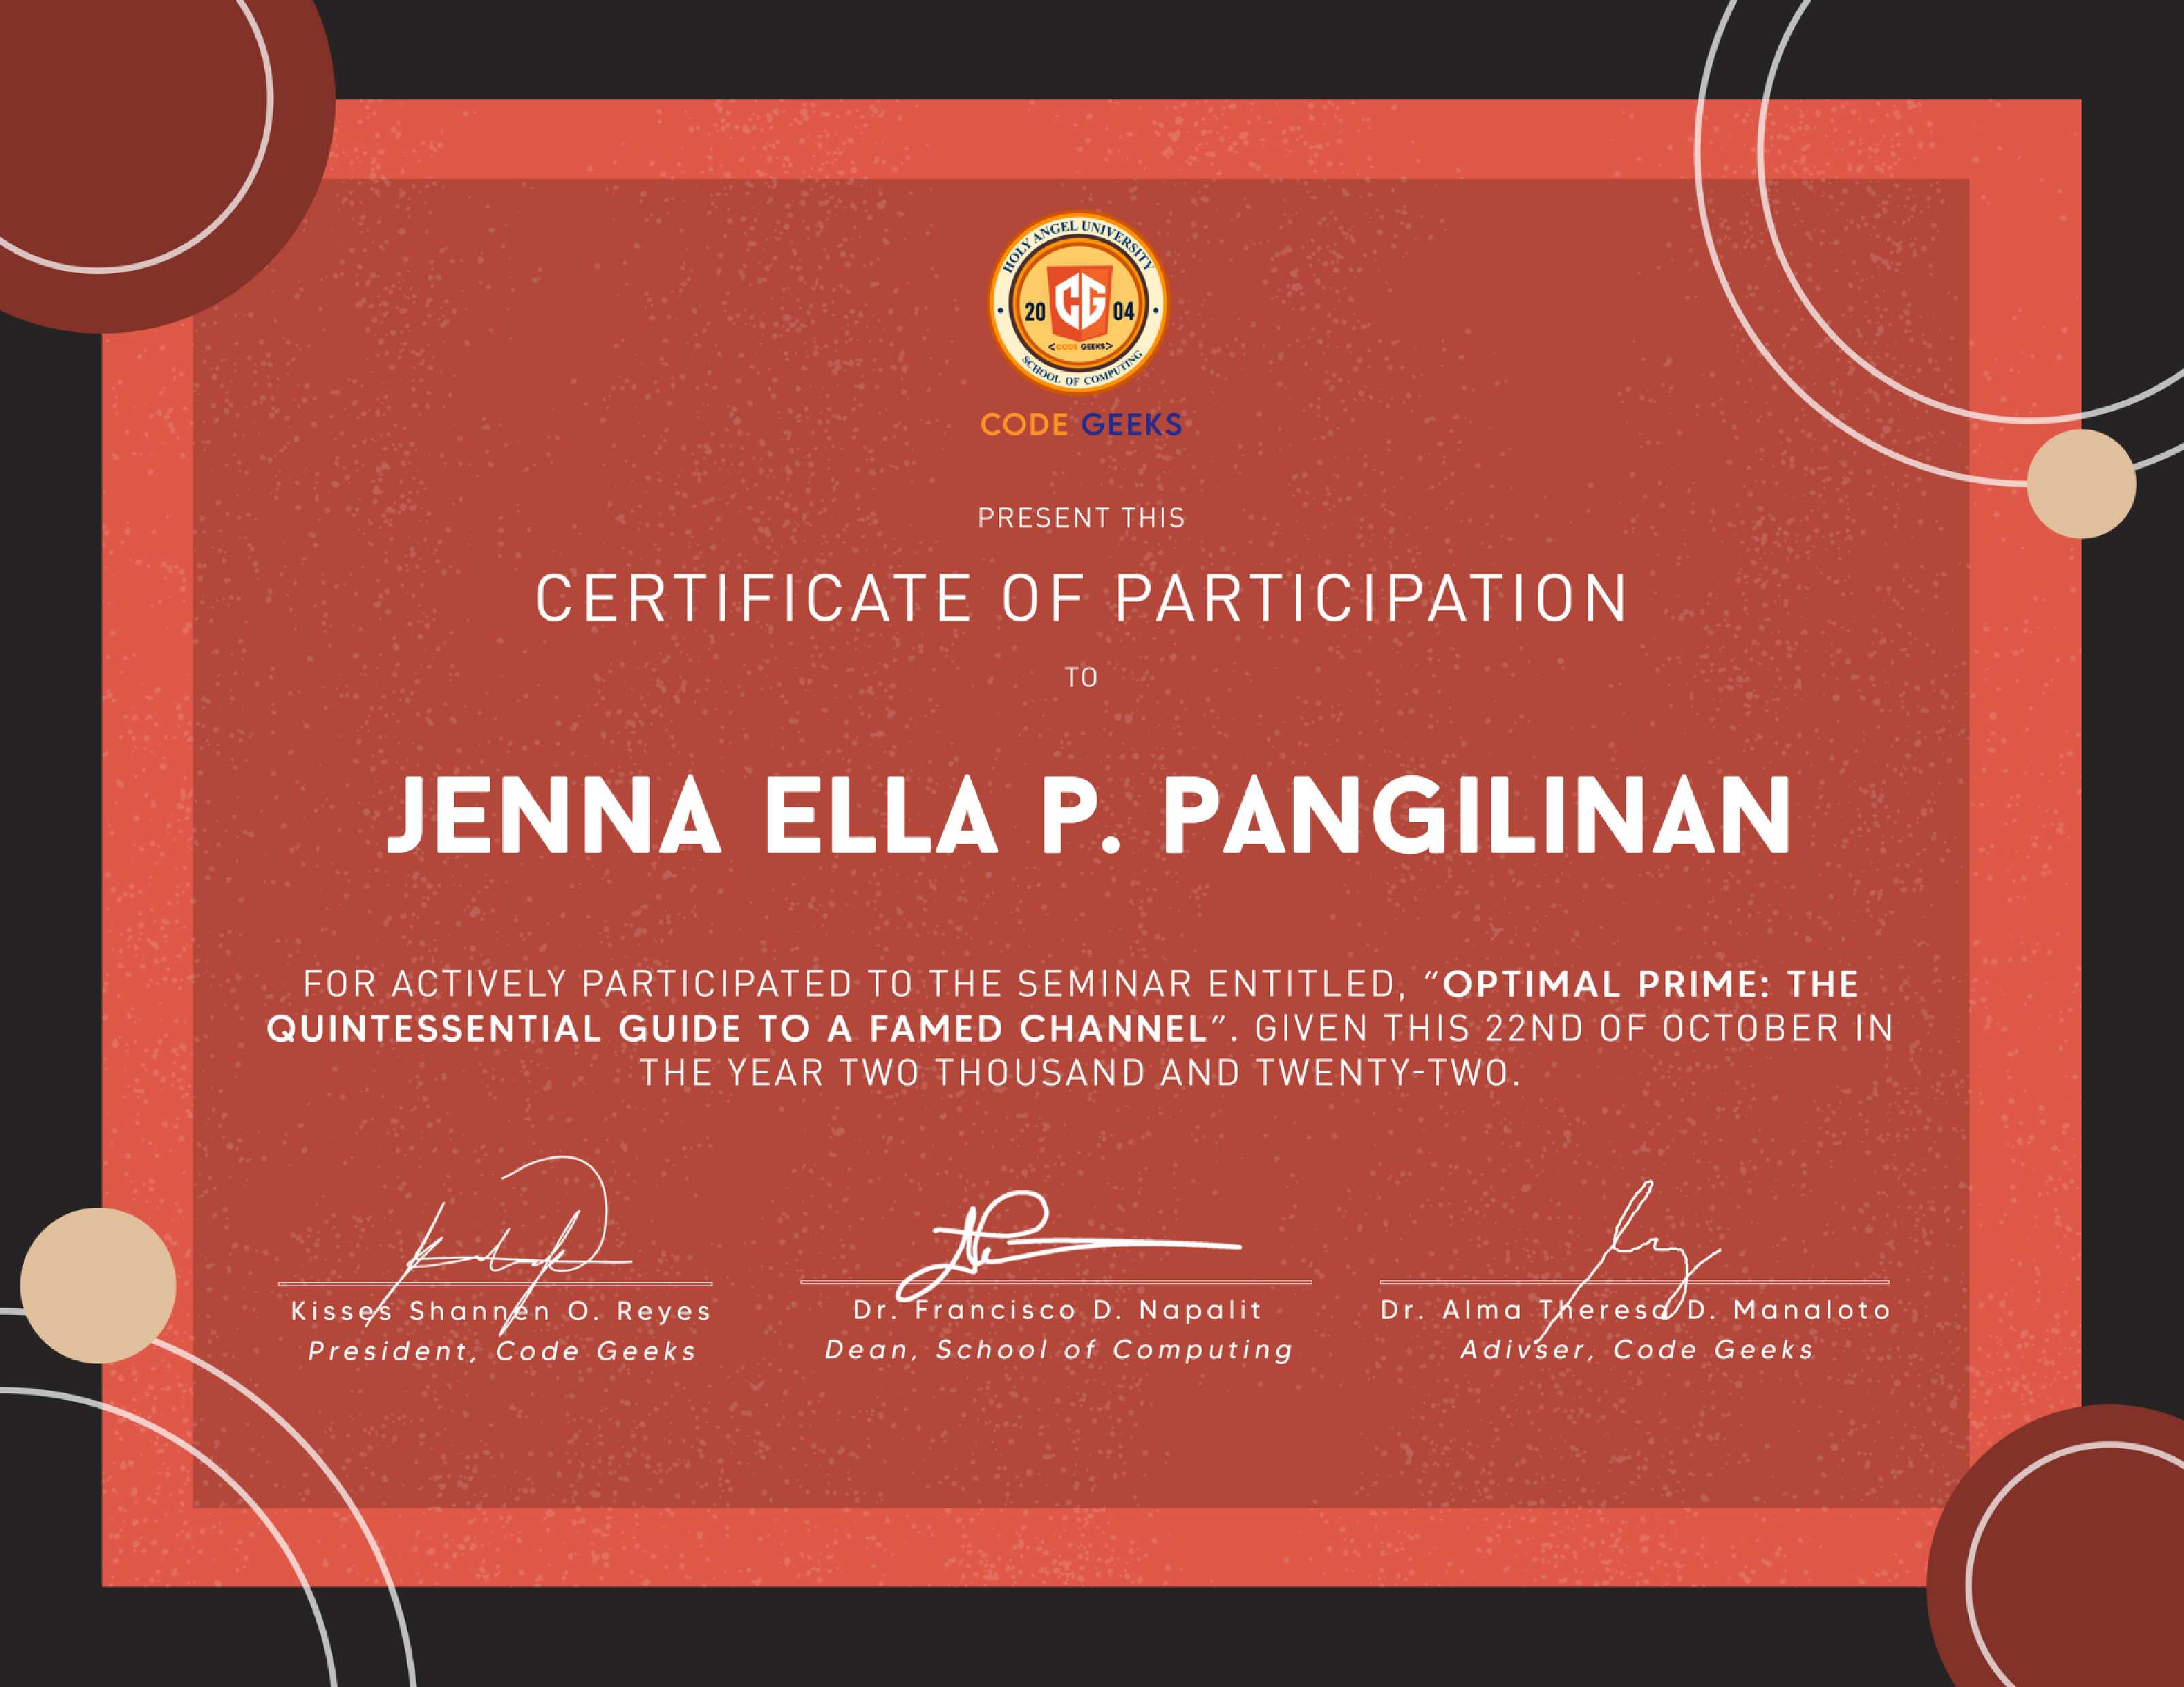 HOLY ANGEL UNIVERSITY
20 CG 04
<CODE GEEKS>
SCHOOL OF COMPUTING
CODE GEEKS
PRESENT THIS
CERTIFICATE OF PARTICIPATION
TO
JENNA ELLA P. PANGILINAN
FOR ACTIVELY PARTICIPATED TO THE SEMINAR ENTITLED, "OPTIMAL PRIME: THE
QUINTESSENTIAL GUIDE TO A FAMED CHANNEL". GIVEN THIS 22ND OF OCTOBER IN
THE YEAR TWO THOUSAND AND TWENTY-TWO.
Kisses Shannen O. Reyes
President, Code Geeks
Dr. Francisco D. Napalit
Dean, School of Computing
Dr. Alma Theresa D. Manaloto
Adivser, Code Geeks